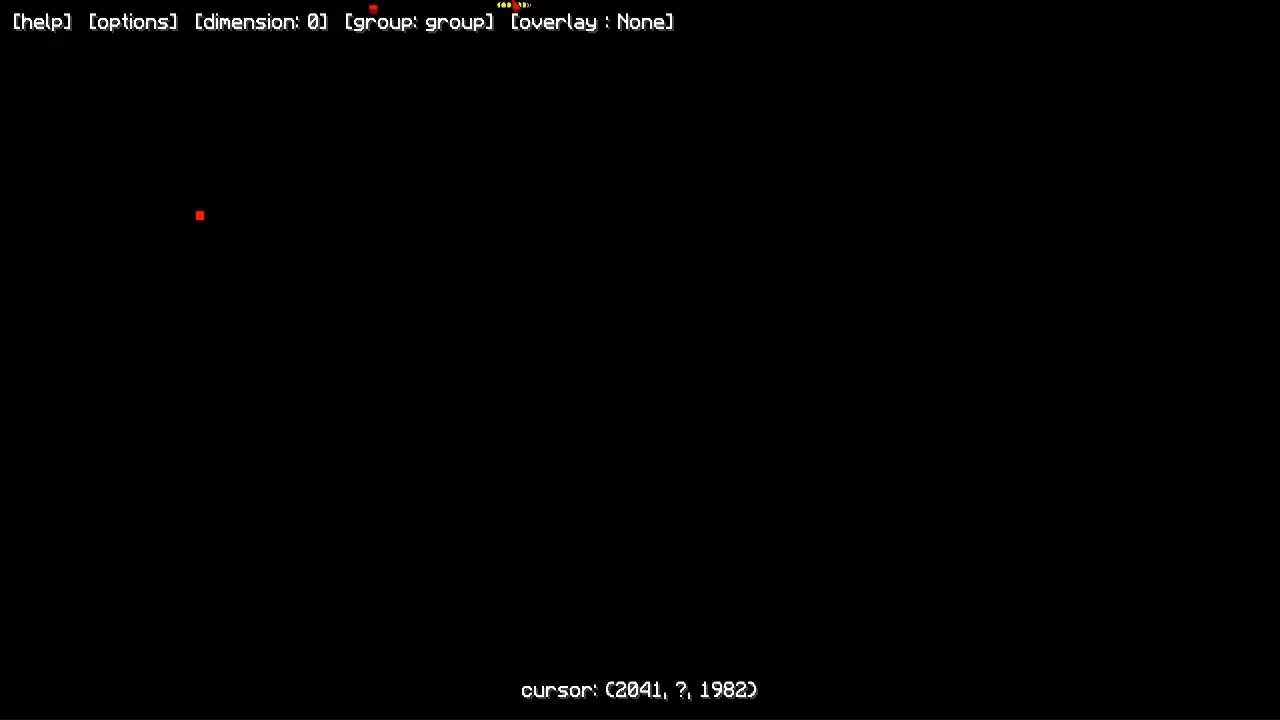 [help] [options] [dimension: 0] [group: group] [overlay : None]
cursor: (2041, ?, 1982)